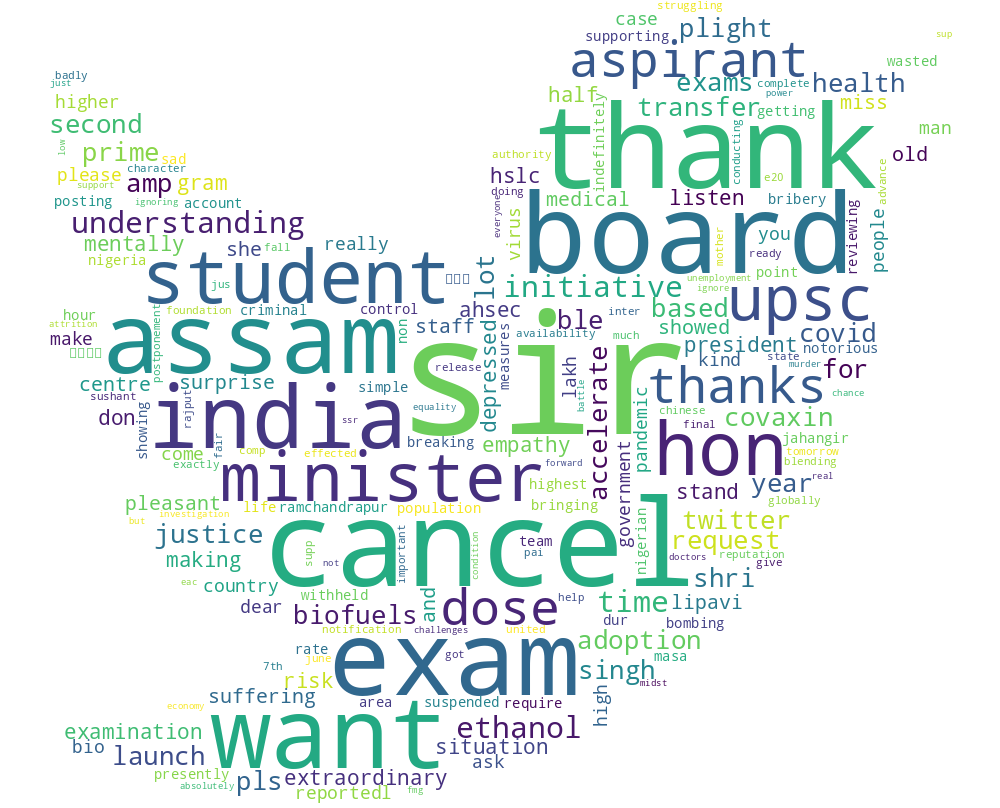 struggling
case
plight
sup
supporting
aspirant
wasted
badly
just
exams
complete
health
power
higher
half
transfer
getting
miss
second
indefinitely
thank
man
low
prime
sad
authority
conducting
old
character
please
amp
gram
hslc
medical
listen
e20
bribery
advance
support
ignoring
doing
posting
account
everyone
virus
board
reviewing
people
understanding
you
mother
mentally
she
fall
really
point
ready
nigeria
student
lot
initiative
unemployment
upsc
jus
based
ignore
foundation
criminal
control
ahsec
ble
inter
hour
attrition
assam
non
staff
showed
covid
make
postponement
sir
measures
availability
much
president
notorious
kind
state
centre
surprise
simple
release
depressed
lakh
thanks
murder
for
chance
sushant
rajput
india
equality
battle
don
showing
ssr
accelerate
chinese
covaxin
fair
breaking
empathy
pandemic
final
hon
jahangir
come
comp
effected
government
tomorrow
exactly
minister
forward
blending
real
highest
year
globally
pleasant
life
ramchandrapur
population
bringing
stand
but
investigation
cancel
twitter
justice
important
condition
team
nigerian
request
reputation
making
supp
not
pai
doctors
give
eac
country
shri
withheld
and
dose
help
time
lipavi
dear
biofuels
dur
bombing
notification
challenges
united
adoption
rate
exam
got
masa
7th
june
singh
risk
midst
suffering
area
suspended
require
high
economy
want
examination
ethanol
bio
launch
situation
ask
presently
pls
extraordinary
absolutely
reportedl
fmg